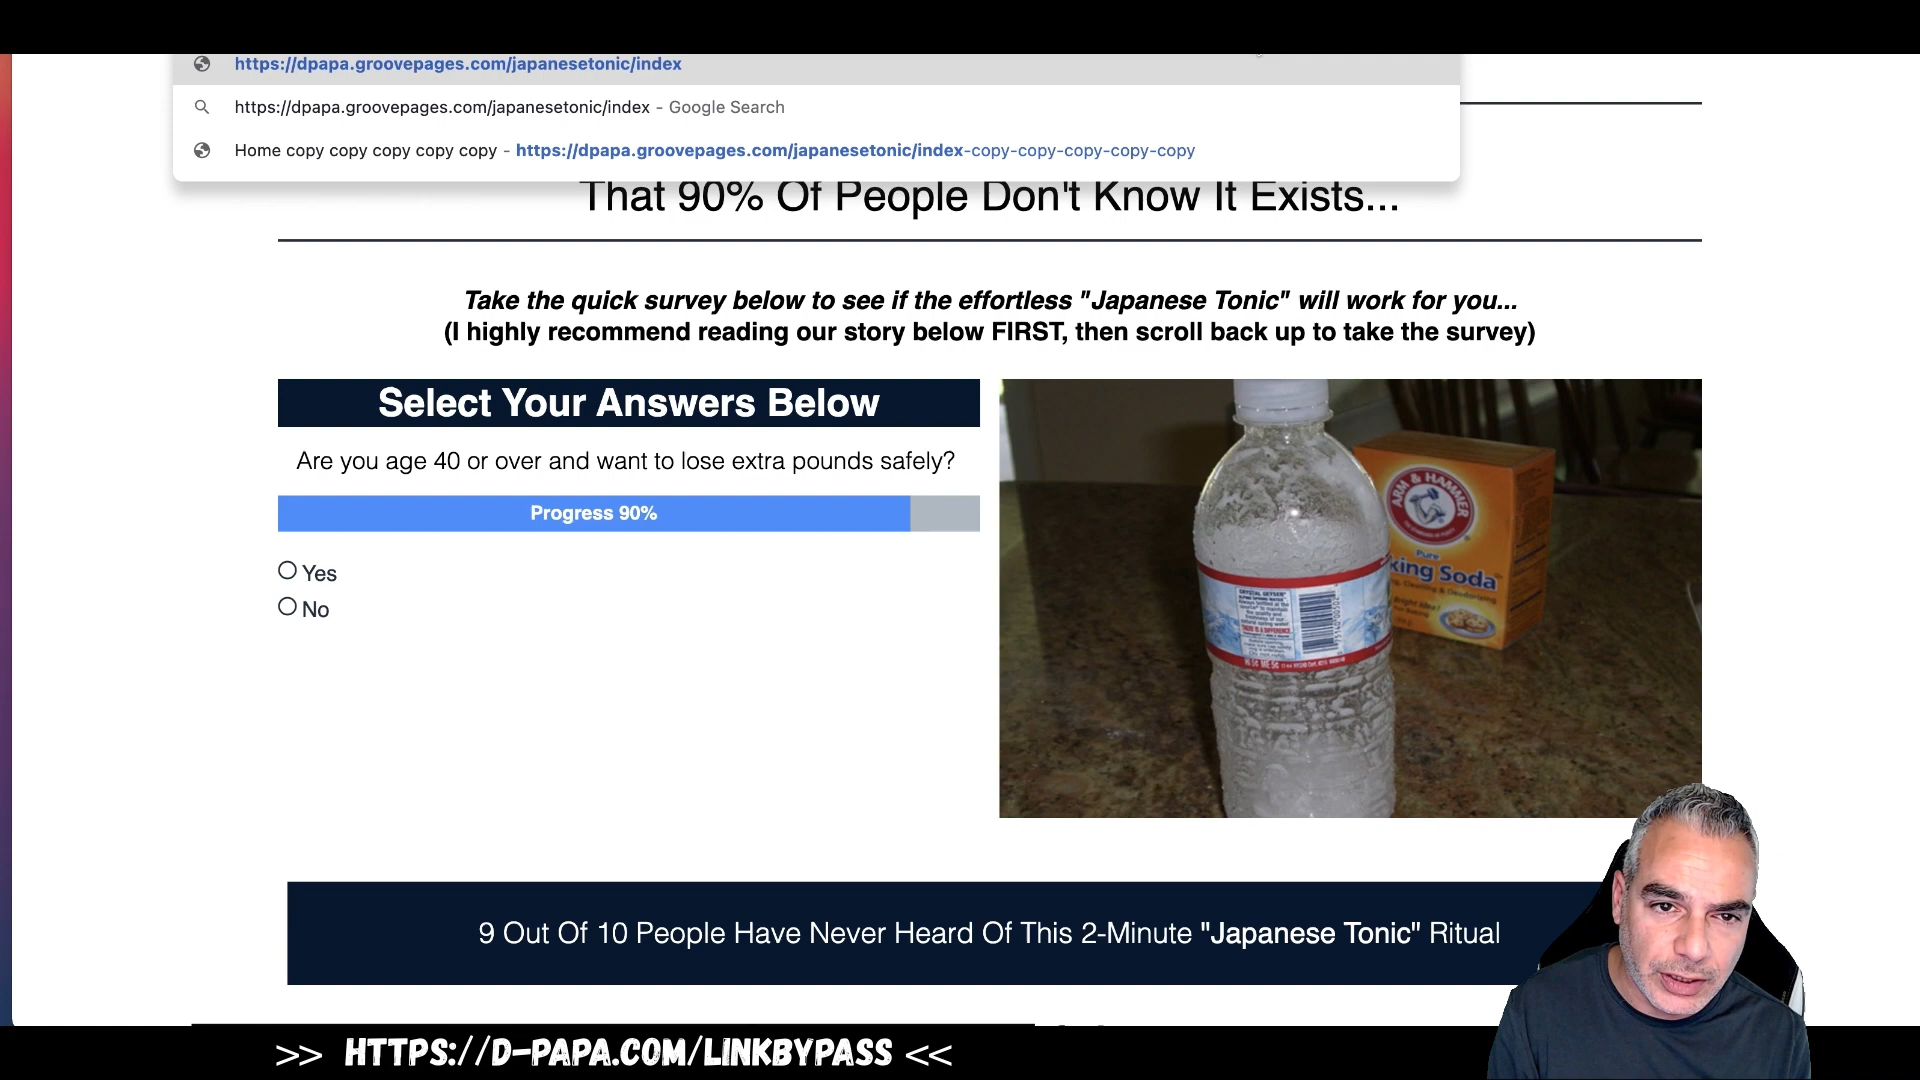 https://dpapa.groovepages.com/japanesetonic/index
https://dpapa.groovepages.com/japanesetonic/index - Google Search
Home copy copy copy copy copy - https://dpapa.groovepages.com/japanesetonic/index-copy-copy-copy-copy-copy
That 90% Of People Don't Know It Exists...
Take the quick survey below to see if the effortless "Japanese Tonic" will work for you...
(I highly recommend reading our story below FIRST, then scroll back up to take the survey)
Select Your Answers Below
Are you age 40 or over and want to lose extra pounds safely?
Progress 90%
Yes
No
ARM & HAMMER
Pure
king Soda
CRYSTAL GEYSER
9 Out Of 10 People Have Never Heard Of This 2-Minute "Japanese Tonic" Ritual
>> HTTPS://D-PAPA.COM/LINKBYPASS <<